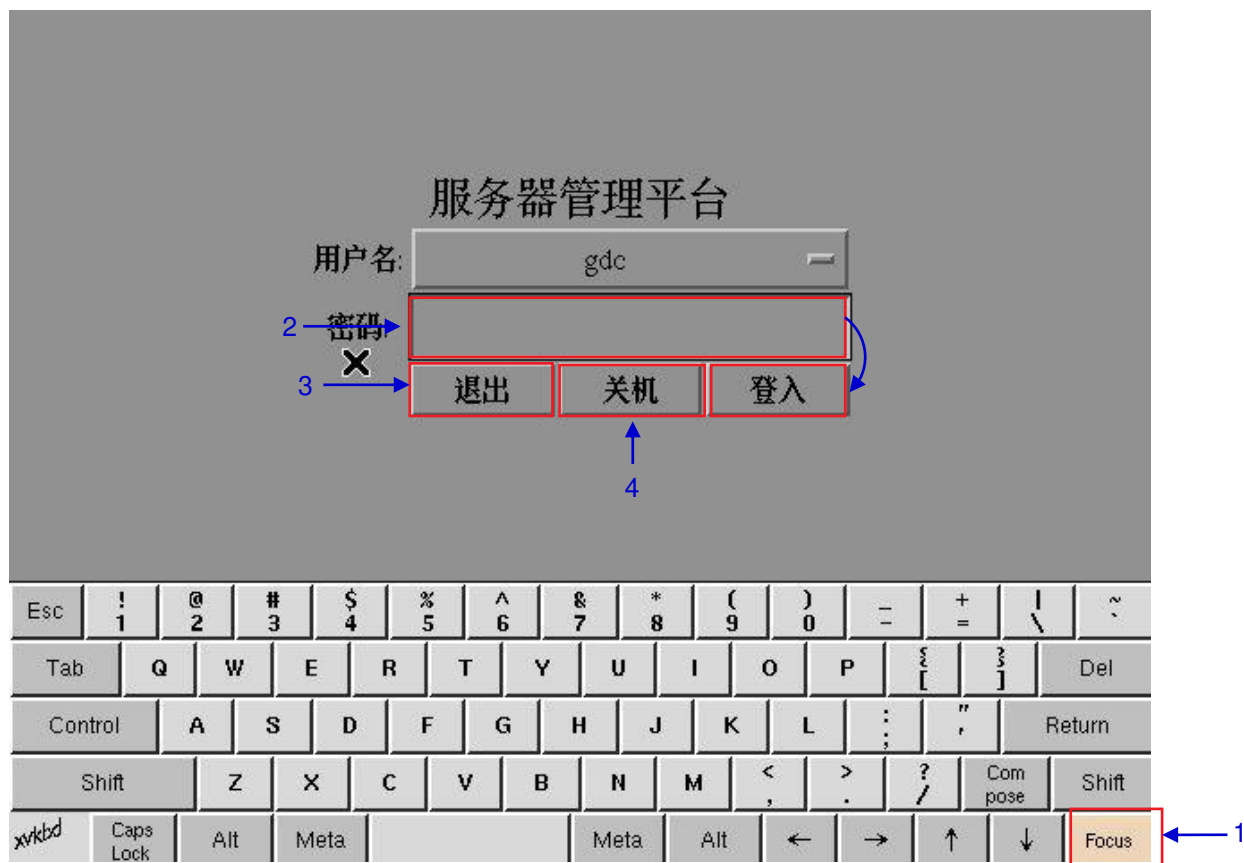 服务器管理平台
用户名: gdc
2 密码:
3 退出 关机 登入
4
Esc ! 1 @ 2 # 3 $ 4 % 5 ^ 6 & 7 * 8 ( 9 ) 0 _ - + = | \ ~ `
Tab Q W E R T Y U I O P { [ } ] Del
Control A S D F G H J K L : ; " ' Return
Shift Z X C V B N M < , > . ? / Com pose Shift
xvkbd Caps Lock Alt Meta Meta Alt ← → ↑ ↓ Focus 1